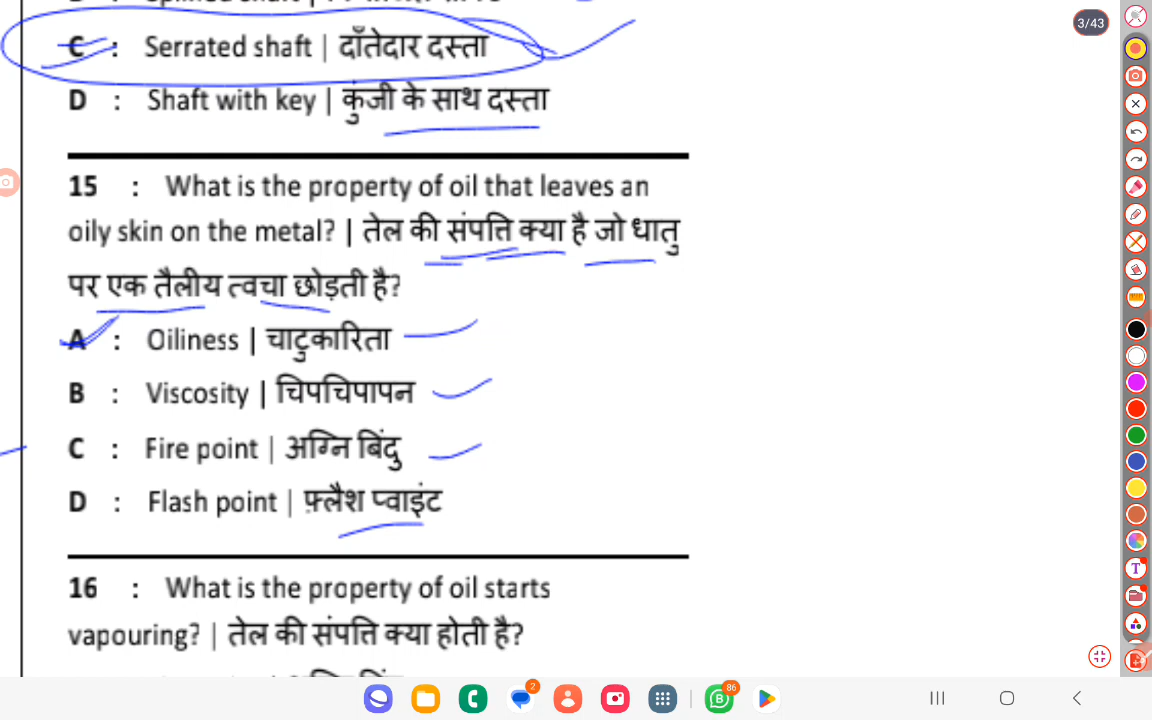 3/43
C : Serrated shaft | दाँतेदार दस्ता
D : Shaft with key | कुंजी के साथ दस्ता
15 : What is the property of oil that leaves an
oily skin on the metal? | तेल की संपत्ति क्या है जो धातु
पर एक तैलीय त्वचा छोड़ती है?
A : Oiliness | चाटुकारिता
B : Viscosity | चिपचिपापन
C : Fire point | अग्नि बिंदु
D : Flash point | फ़्लैश प्वाइंट
16 : What is the property of oil starts
vapouring? | तेल की संपत्ति क्या होती है?
T
2
B
86